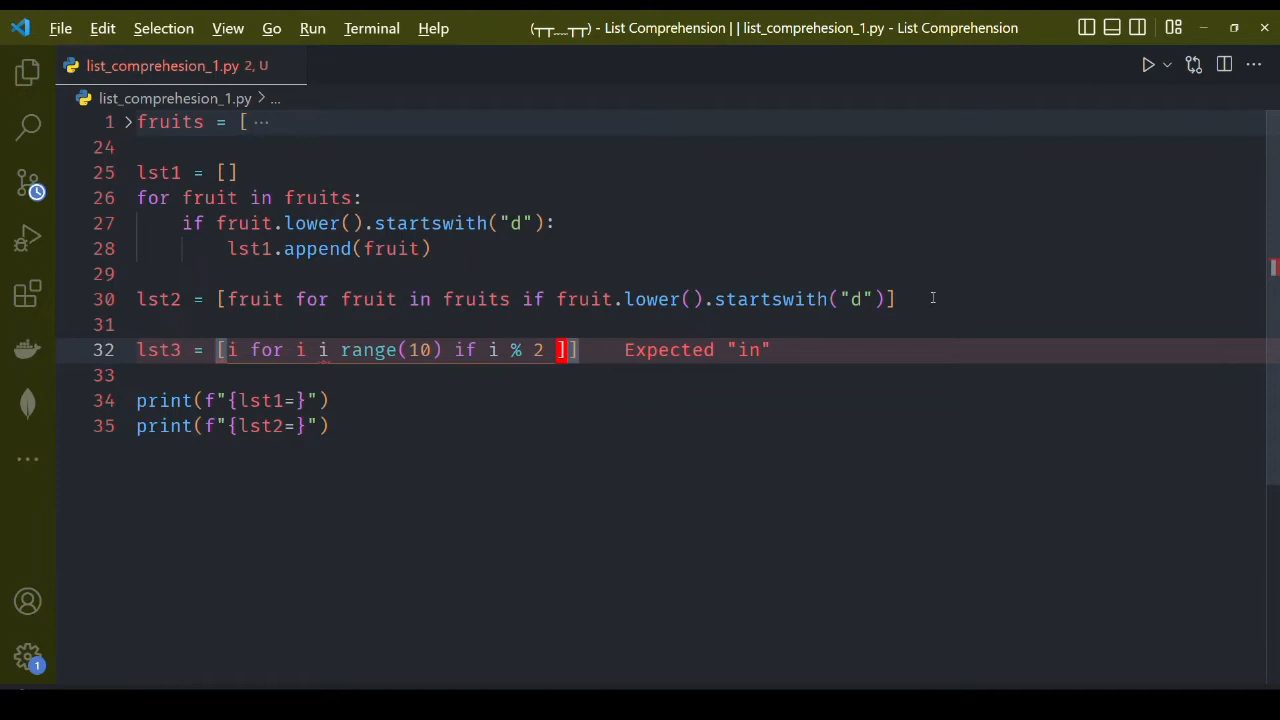 File Edit Selection View Go Run Terminal Help (┬┬﹏┬┬) - List Comprehension || list_comprehesion_1.py - List Comprehension
list_comprehesion_1.py 2, U
list_comprehesion_1.py > ...
1 fruits = [ ...
24
25 lst1 = []
26 for fruit in fruits:
27 if fruit.lower().startswith("d"):
28 lst1.append(fruit)
29
30 lst2 = [fruit for fruit in fruits if fruit.lower().startswith("d")]
31
32 lst3 = [i for i i range(10) if i % 2 ]] Expected "in"
33
34 print(f"{lst1=}")
35 print(f"{lst2=}")
1